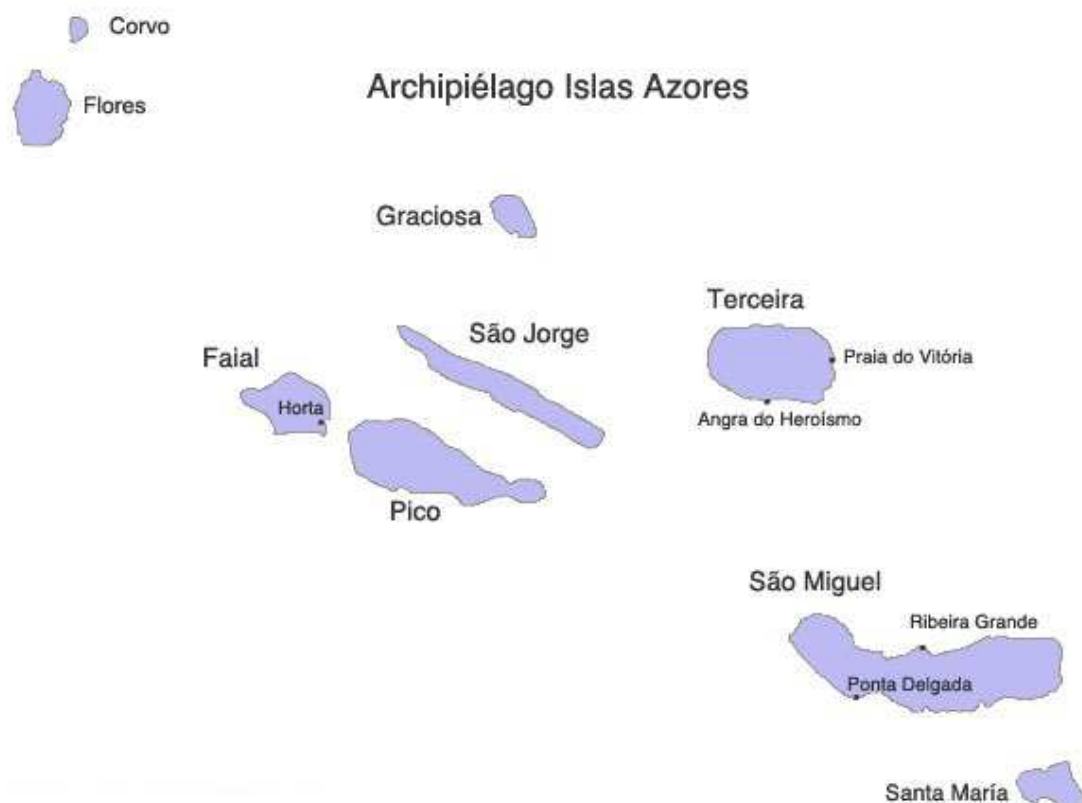 Corvo
Archipiélago Islas Azores
Flores
Graciosa
Terceira
São Jorge
Faial
Praia do Vitória
Horta
Angra do Heroísmo
Pico
São Miguel
Ribeira Grande
Ponta Delgada
Santa María